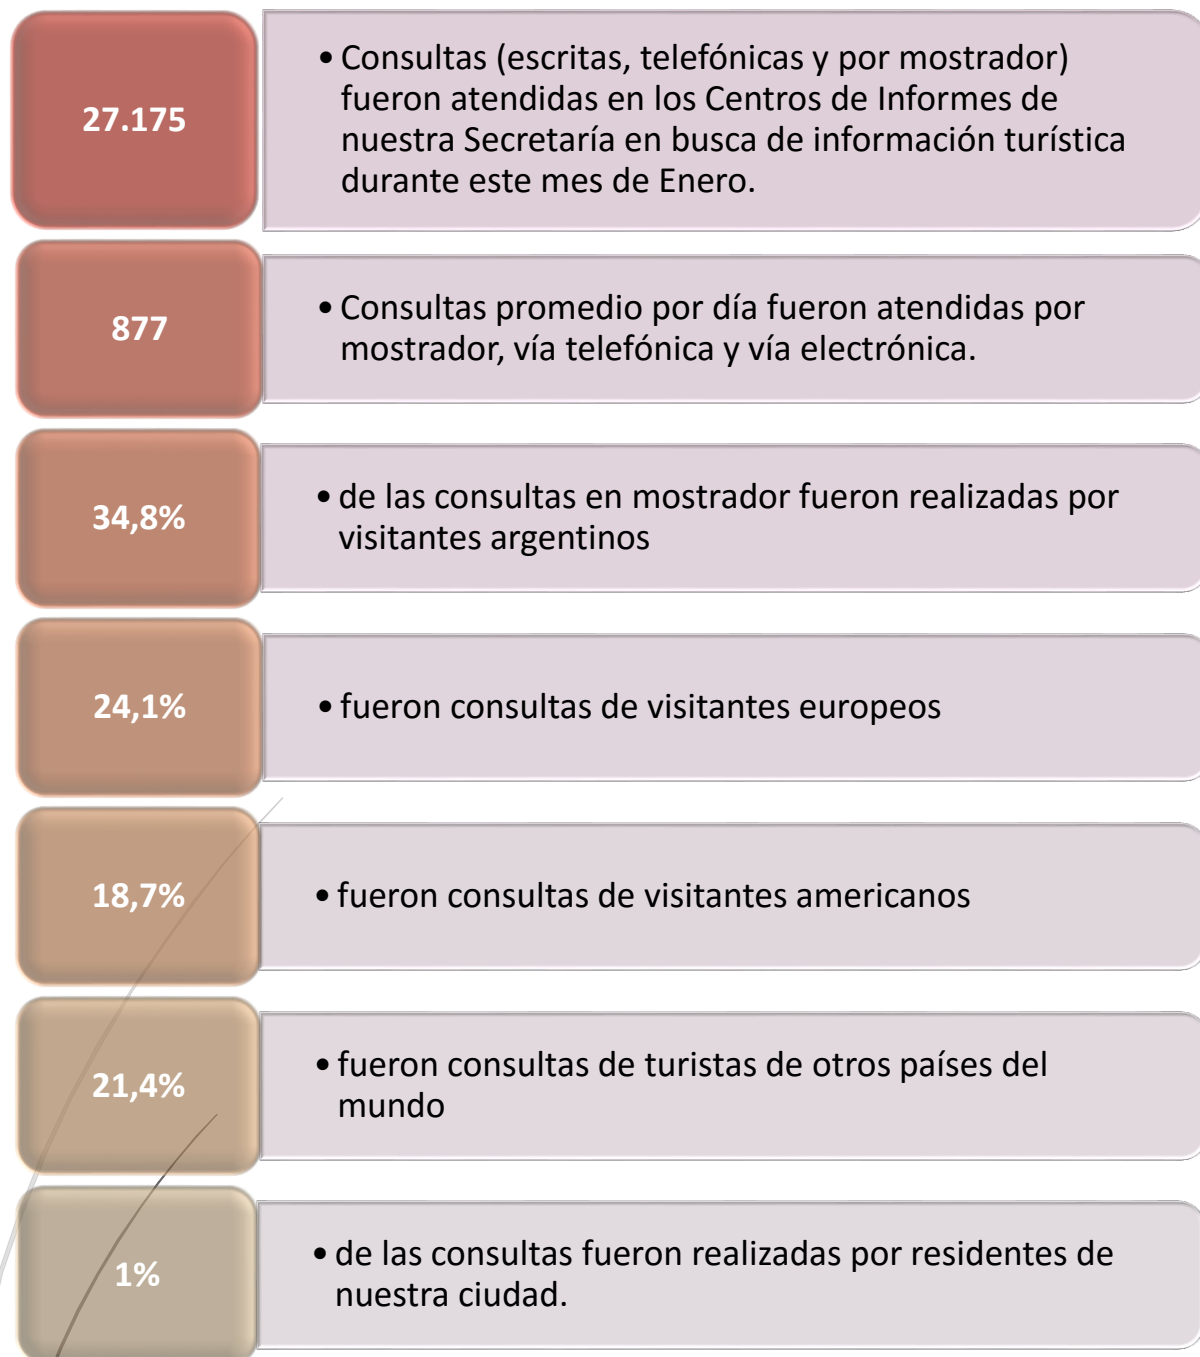 27.175
• Consultas (escritas, telefónicas y por mostrador)
fueron atendidas en los Centros de Informes de
nuestra Secretaría en busca de información turística
durante este mes de Enero.
877
• Consultas promedio por día fueron atendidas por
mostrador, vía telefónica y vía electrónica.
34,8%
• de las consultas en mostrador fueron realizadas por
visitantes argentinos
24,1%
• fueron consultas de visitantes europeos
18,7%
• fueron consultas de visitantes americanos
21,4%
• fueron consultas de turistas de otros países del
mundo
1%
• de las consultas fueron realizadas por residentes de
nuestra ciudad.